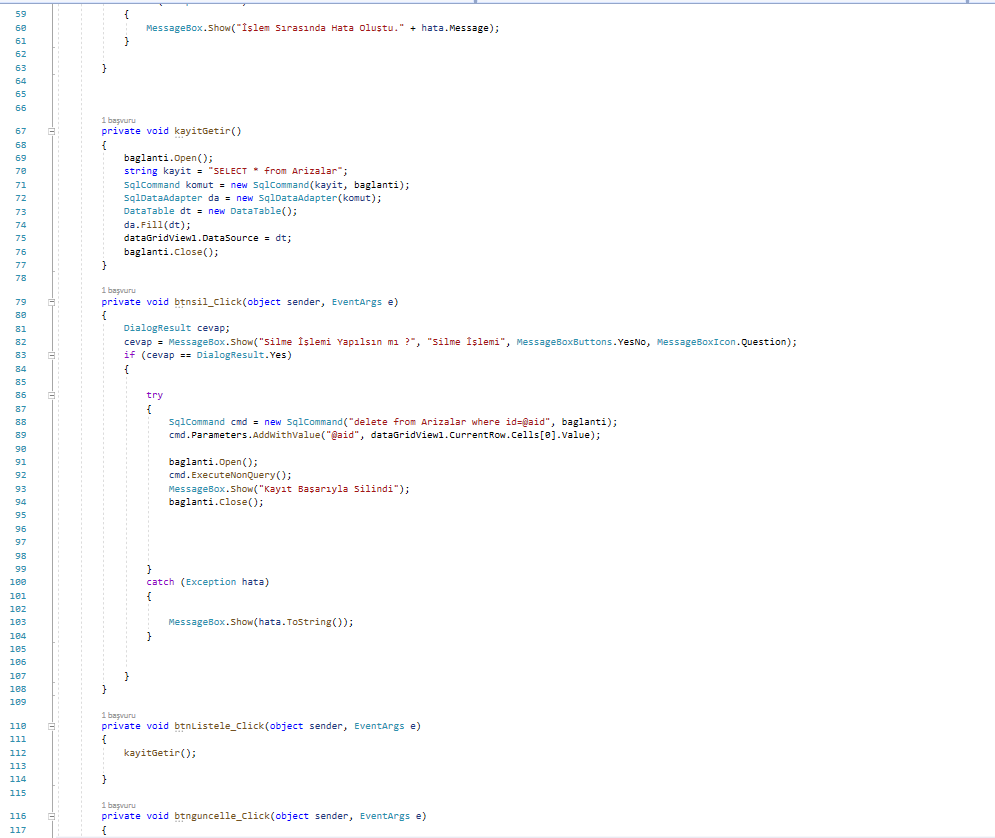 59 {
60 MessageBox.Show("İşlem Sırasında Hata Oluştu." + hata.Message);
61 }
62
63 }
64
65
66
1 başvuru
67 private void kayitGetir()
68 {
69 baglanti.Open();
70 string kayit = "SELECT * from Arizalar";
71 SqlCommand komut = new SqlCommand(kayit, baglanti);
72 SqlDataAdapter da = new SqlDataAdapter(komut);
73 DataTable dt = new DataTable();
74 da.Fill(dt);
75 dataGridView1.DataSource = dt;
76 baglanti.Close();
77 }
78
1 başvuru
79 private void btnsil_Click(object sender, EventArgs e)
80 {
81 DialogResult cevap;
82 cevap = MessageBox.Show("Silme İşlemi Yapılsın mı ?", "Silme İşlemi", MessageBoxButtons.YesNo, MessageBoxIcon.Question);
83 if (cevap == DialogResult.Yes)
84 {
85
86 try
87 {
88 SqlCommand cmd = new SqlCommand("delete from Arizalar where id=@aid", baglanti);
89 cmd.Parameters.AddWithValue("@aid", dataGridView1.CurrentRow.Cells[0].Value);
90
91 baglanti.Open();
92 cmd.ExecuteNonQuery();
93 MessageBox.Show("Kayıt Başarıyla Silindi");
94 baglanti.Close();
95
96
97
98
99 }
100 catch (Exception hata)
101 {
102
103 MessageBox.Show(hata.ToString());
104 }
105
106
107 }
108 }
109
1 başvuru
110 private void btnListele_Click(object sender, EventArgs e)
111 {
112 kayitGetir();
113
114 }
115
1 başvuru
116 private void btnguncelle_Click(object sender, EventArgs e)
117 {